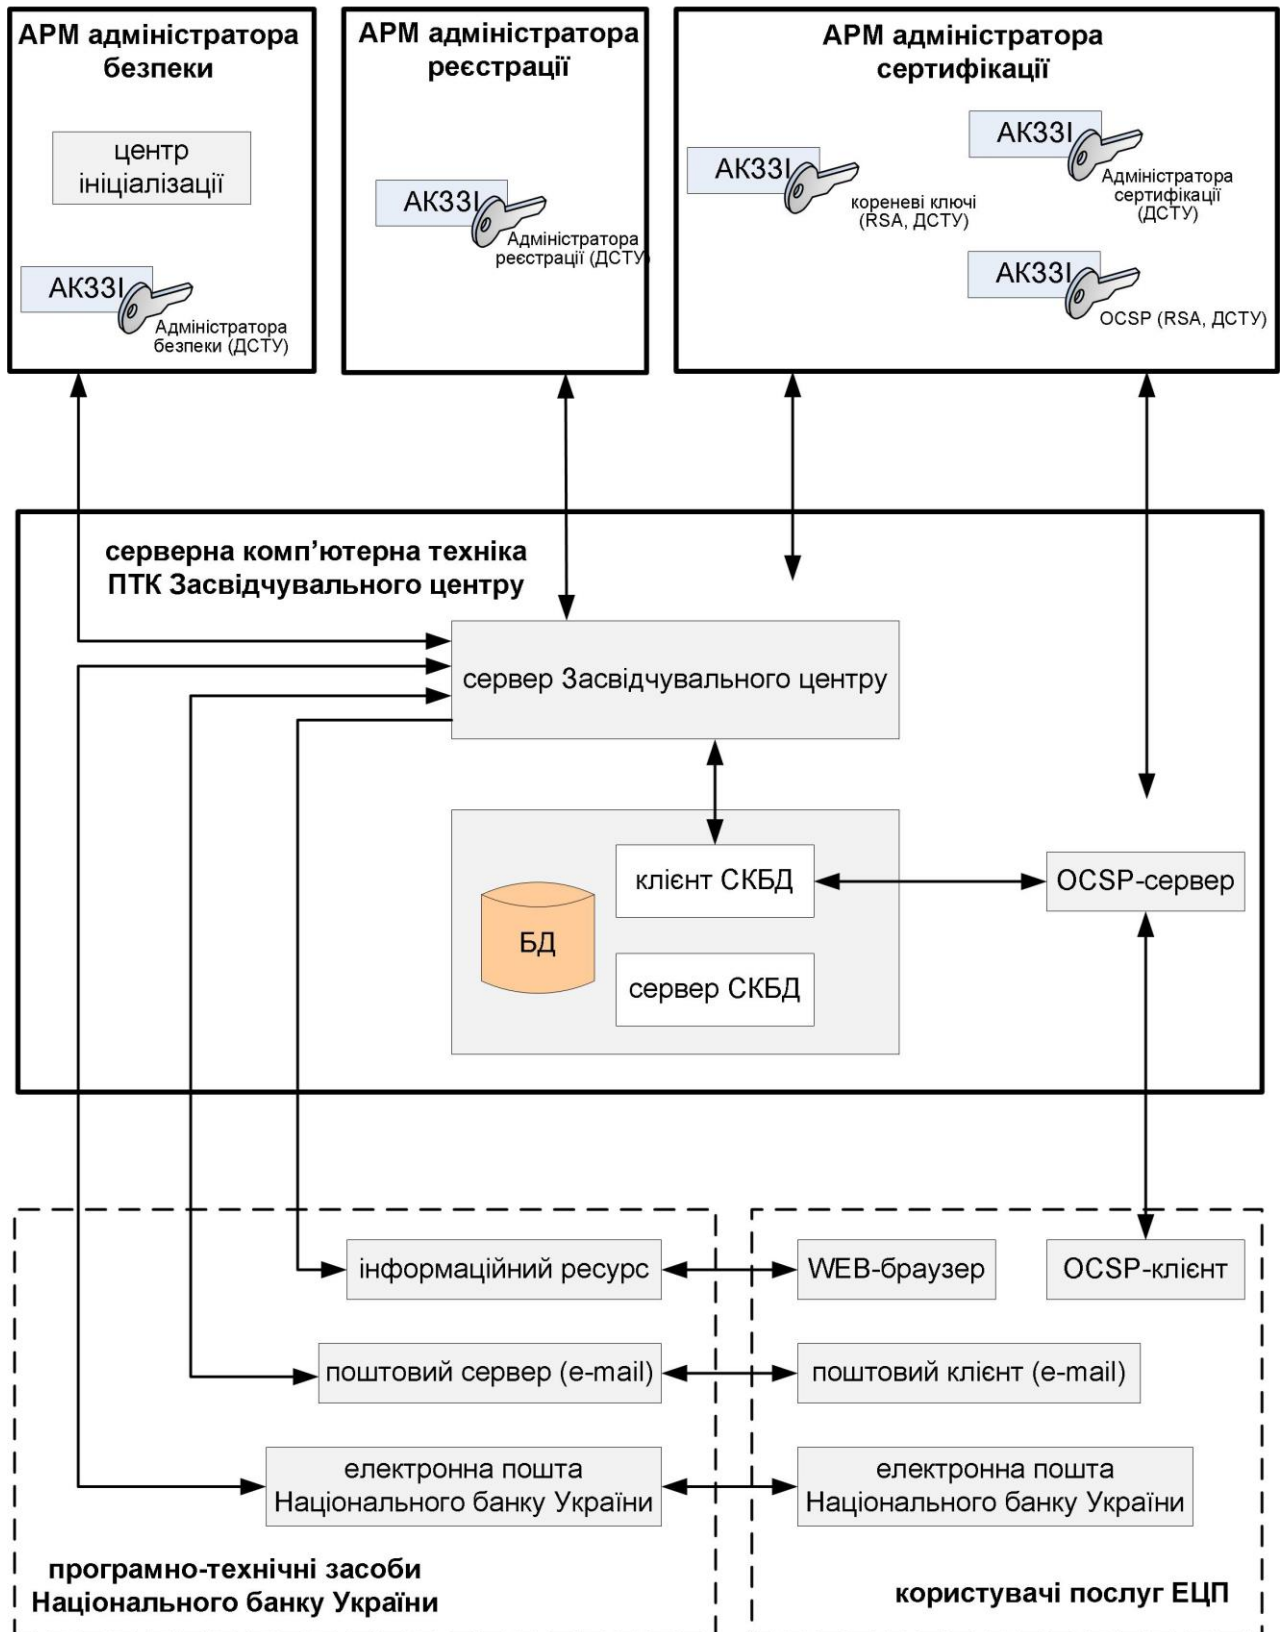 АРМ адміністратора
безпеки
центр
ініціалізації
АКЗЗІ
Адміністратора
безпеки (ДСТУ)
АРМ адміністратора
реєстрації
АКЗЗІ
Адміністратора
реєстрації (ДСТУ)
АРМ адміністратора
сертифікації
АКЗЗІ
кореневі ключі
(RSA, ДСТУ)
АКЗЗІ
Адміністратора
сертифікації
(ДСТУ)
АКЗЗІ
OCSP (RSA, ДСТУ)
серверна комп’ютерна техніка
ПТК Засвідчувального центру
сервер Засвідчувального центру
клієнт СКБД
БД
сервер СКБД
OCSP-сервер
інформаційний ресурс
WEB-браузер
OCSP-клієнт
поштовий сервер (e-mail)
поштовий клієнт (e-mail)
електронна пошта
Національного банку України
електронна пошта
Національного банку України
програмно-технічні засоби
Національного банку України
користувачі послуг ЕЦП